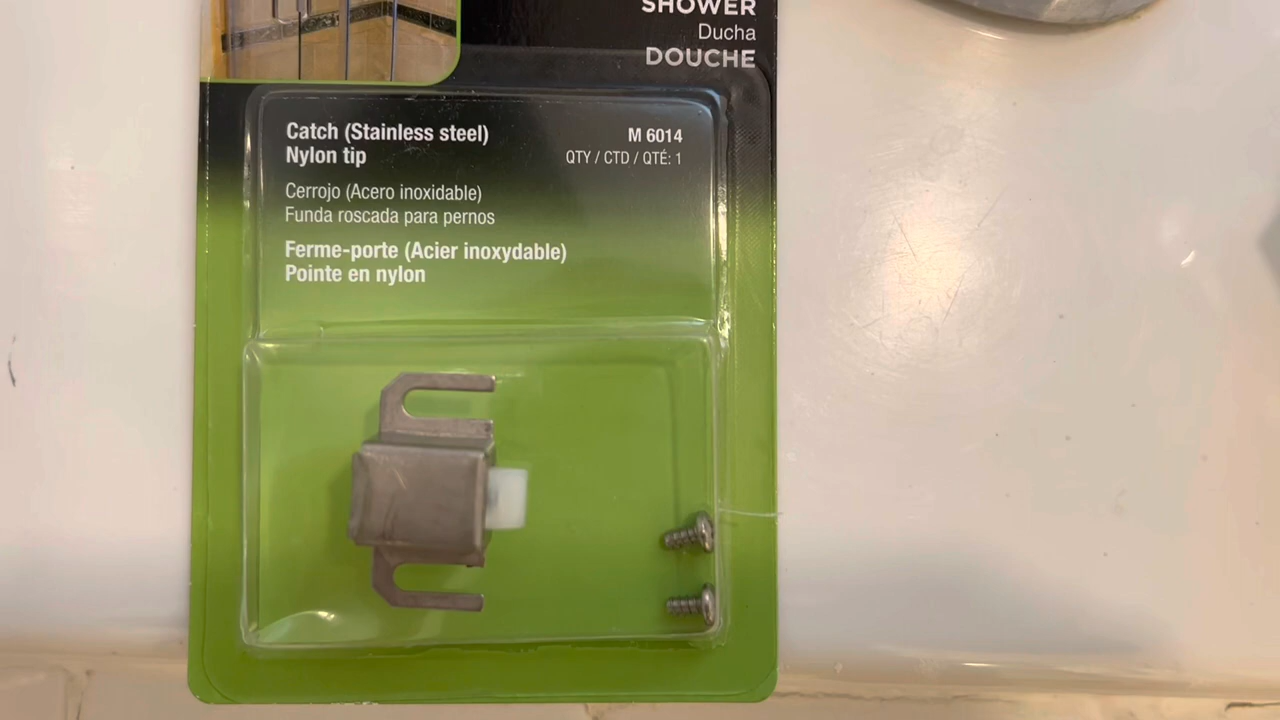 SHOWER
Ducha
DOUCHE
Catch (Stainless steel)
Nylon tip
M 6014
QTY / CTD / QTÉ: 1
Cerrojo (Acero inoxidable)
Funda roscada para pernos
Ferme-porte (Acier inoxydable)
Pointe en nylon